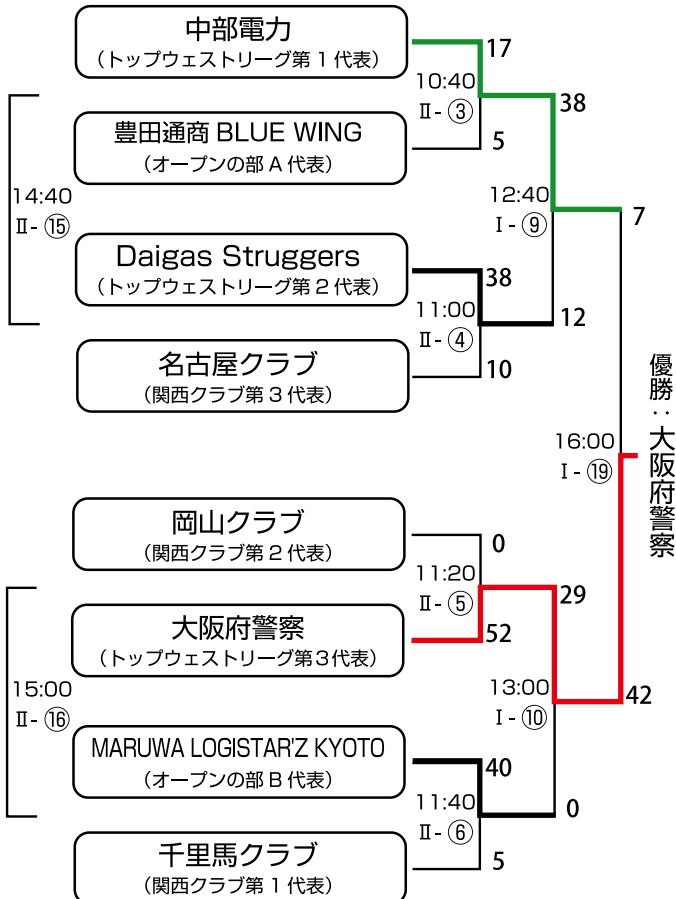 中部電力
(トップウェストリーグ第1代表)
17
10:40
Ⅱ-③
38
豊田通商 BLUE WING
(オープンの部A代表)
5
14:40
Ⅱ-⑮
12:40
Ⅰ-⑨
7
Daigas Struggers
(トップウェストリーグ第2代表)
38
11:00
Ⅱ-④
12
名古屋クラブ
(関西クラブ第3代表)
10
16:00
Ⅰ-⑲
優勝:大阪府警察
岡山クラブ
(関西クラブ第2代表)
0
11:20
Ⅱ-⑤
29
大阪府警察
(トップウェストリーグ第3代表)
52
15:00
Ⅱ-⑯
13:00
Ⅰ-⑩
42
MARUWA LOGISTAR'Z KYOTO
(オープンの部B代表)
40
11:40
Ⅱ-⑥
0
千里馬クラブ
(関西クラブ第1代表)
5